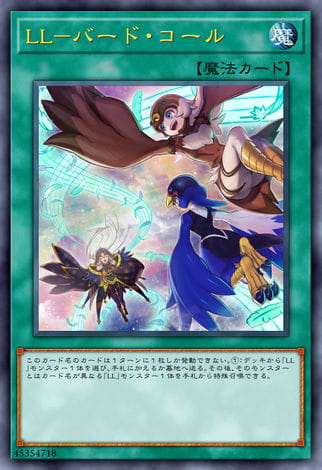 LL－バード・コール
魔
【魔法カード】
このカード名のカードは１ターンに１枚しか発動できない。①：デッキから「LL
」モンスター１体を選び、手札に加えるか墓地へ送る。その後、そのモンスター
とはカード名が異なる「LL」モンスター１体を手札から特殊召喚できる。
45354718